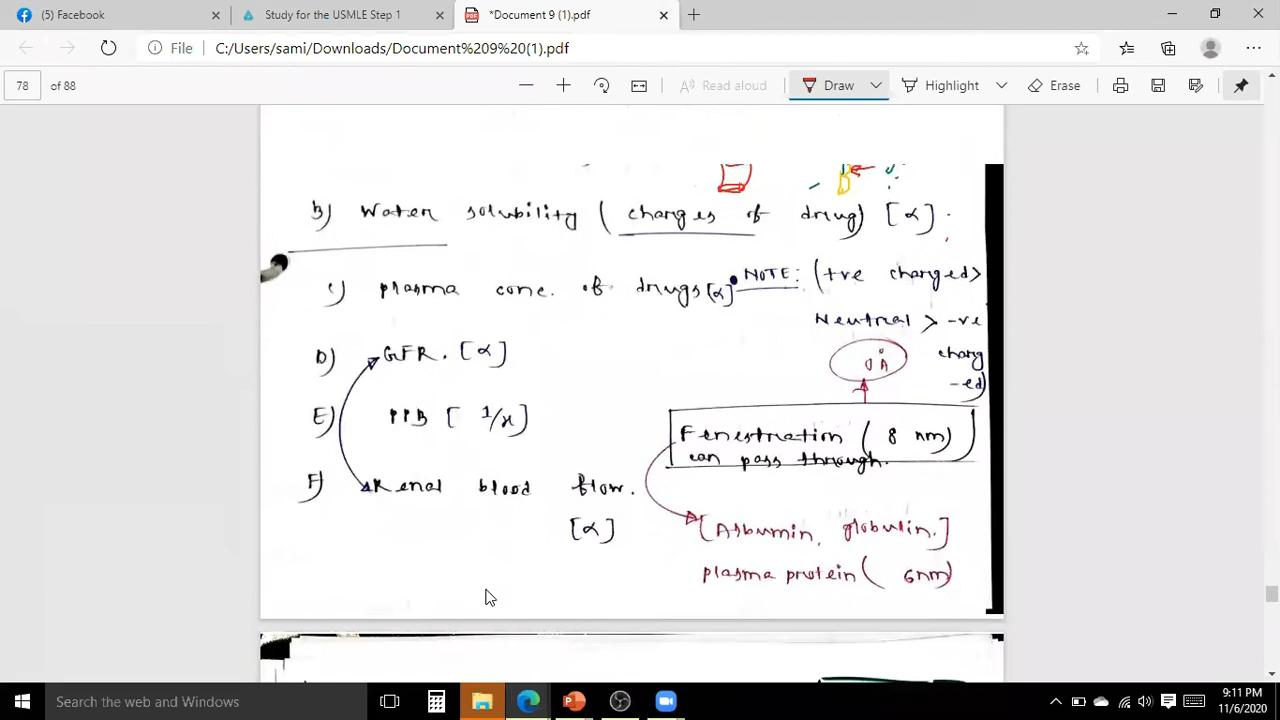 (5) Facebook
Study for the USMLE Step 1
*Document 9 (1).pdf
File
C:/Users/sami/Downloads/Document%209%20(1).pdf
78 of 88
Read aloud
Draw
Highlight
Erase
B) Water solubility (charges of drug) [α].
c) plasma conc. of drugs [α]
NOTE: (+ve charged>
Neutral > -ve
charg
-ed)
D) GFR. [α]
E) PPB [ 1/α]
Fenestration ( 8 nm)
can pass through.
F) Renal blood flow.
[α]
[Albumin, globulin.]
plasma protein ( 6nm)
Search the web and Windows
9:11 PM
11/6/2020